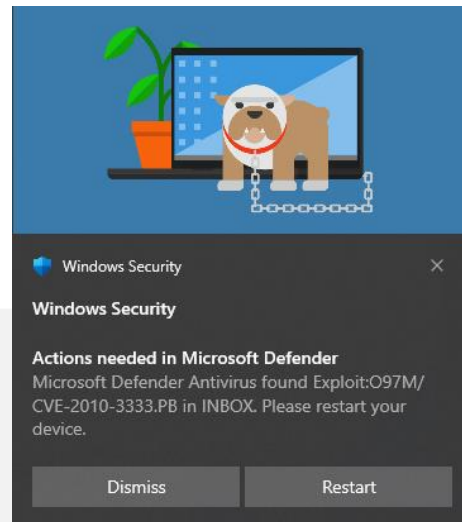 Windows Security
Windows Security
Actions needed in Microsoft Defender
Microsoft Defender Antivirus found Exploit:O97M/
CVE-2010-3333.PB in INBOX. Please restart your
device.
Dismiss
Restart